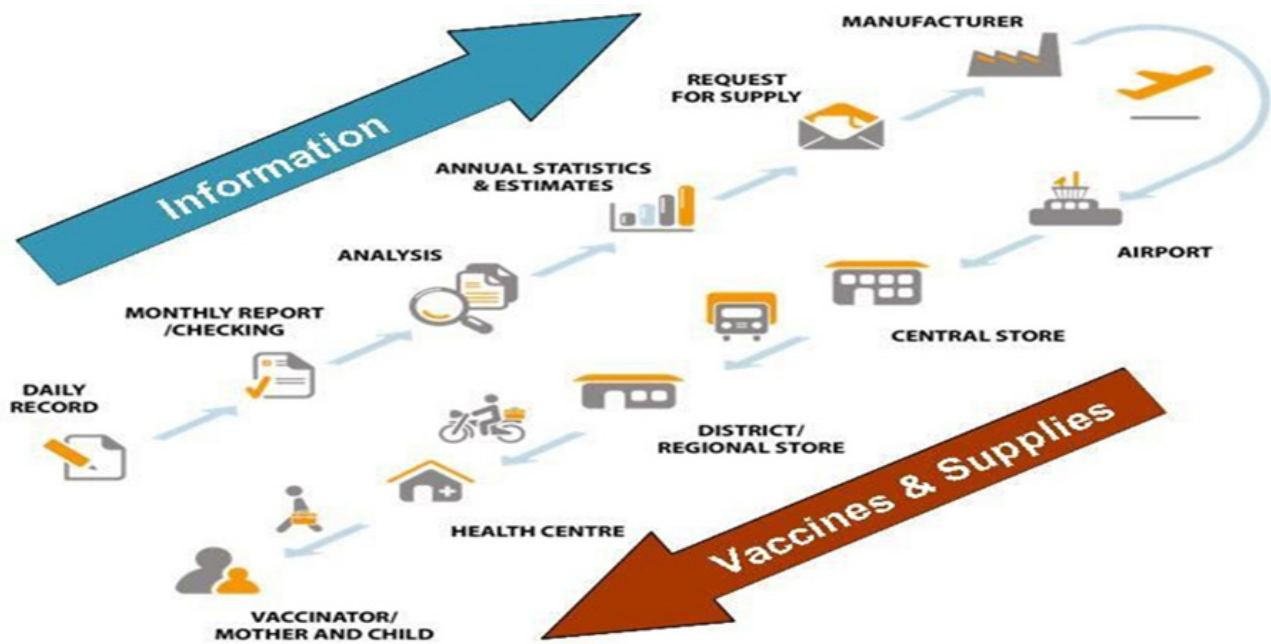 MANUFACTURER
REQUEST
FOR SUPPLY
Information
ANNUAL STATISTICS
& ESTIMATES
ANALYSIS
AIRPORT
MONTHLY REPORT
/CHECKING
CENTRAL STORE
DAILY
RECORD
DISTRICT/
REGIONAL STORE
Vaccines & Supplies
HEALTH CENTRE
VACCINATOR/
MOTHER AND CHILD